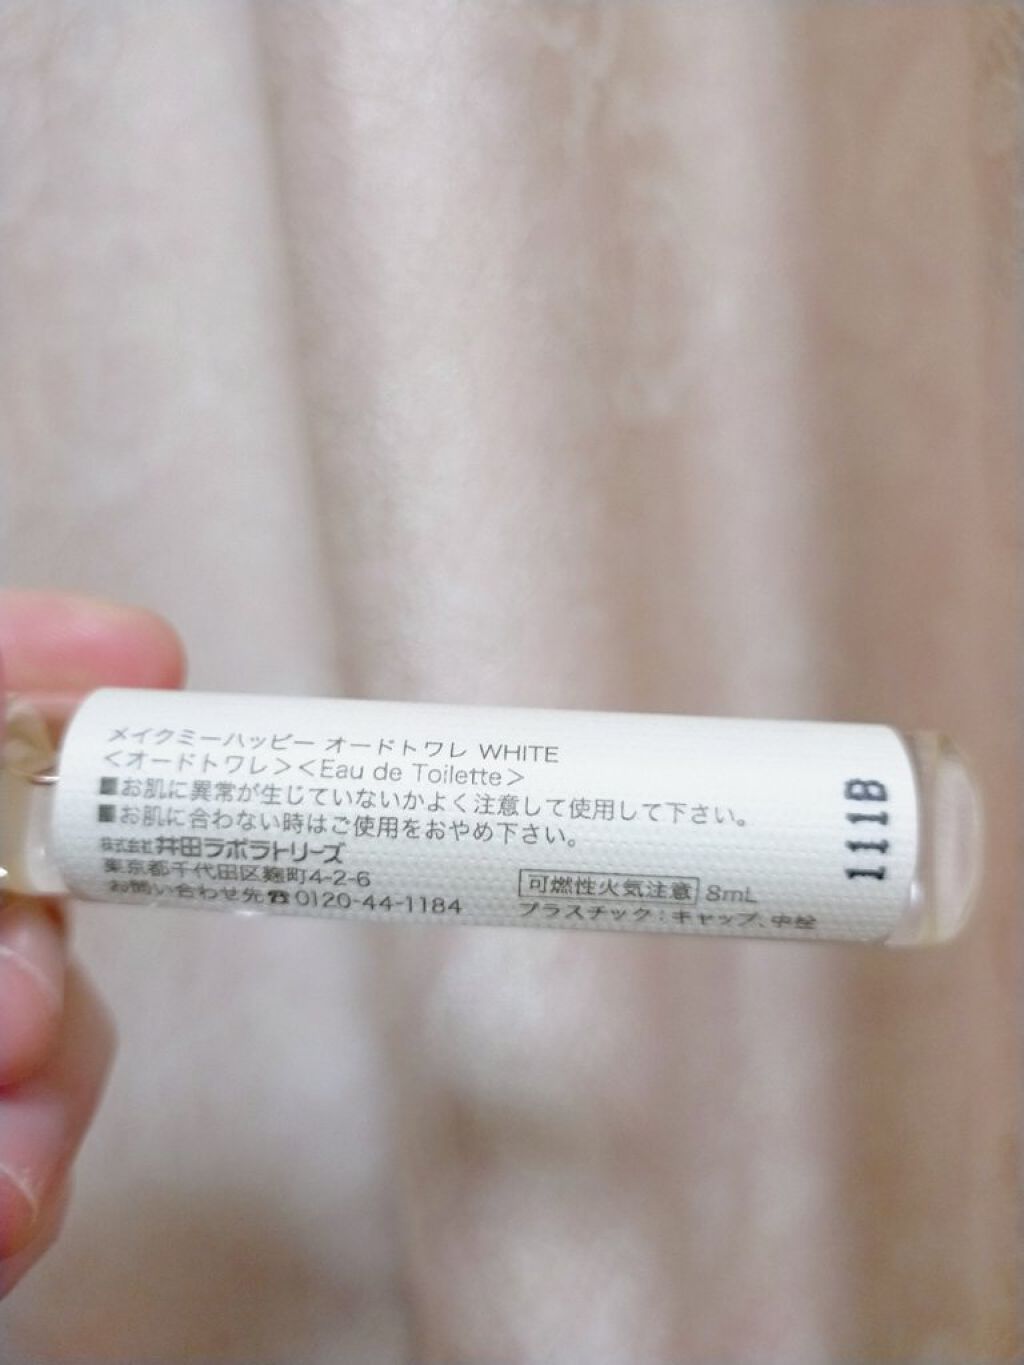 メイクミーハッピー オードトワレ WHITE
<オードトワレ><Eau de Toilette>
■お肌に異常が生じていないかよく注意して使用して下さい。
■お肌に合わない時はご使用をおやめ下さい。
株式会社井田ラボラトリーズ
東京都千代田区麹町4-2-6
お問い合わせ先☎0120-44-1184
可燃性火気注意 8mL
プラスチック:キャップ、中栓
111B